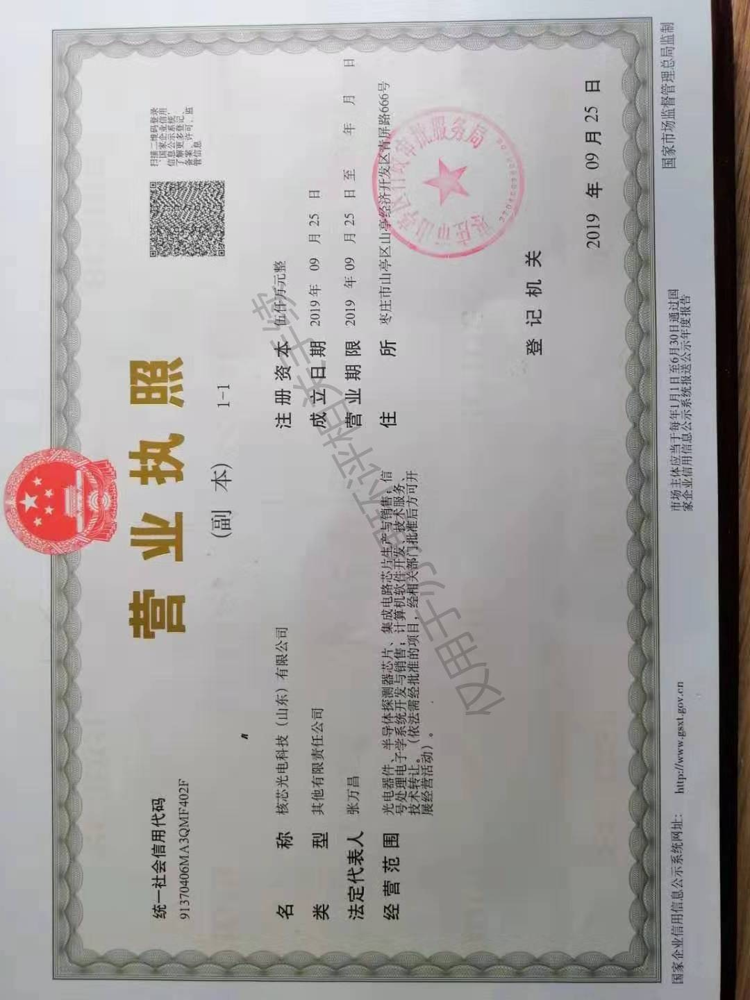 统一社会信用代码
91370406MA3QMF402F
营业执照
(副 本)
1-1
扫描二维码登录
“国家企业信用
信息公示系统”
了解更多登记、
备案、许可、监
管信息
名 称 核芯光电科技（山东）有限公司
类 型 其他有限责任公司
法定代表人 张万昌
经营范围 光电器件、半导体探测器芯片、集成电路芯片生产与销售；信
号处理电子学系统开发与销售；计算机软件开发、技术服务、
技术转让。（依法需经批准的项目，经相关部门批准后方可开
展经营活动）。
注册资本 伍仟万元整
成立日期 2019年 09 月 25 日
营业期限 2019 年 09 月 25 日至 年 月 日
住 所 枣庄市山亭区山亭经济开发区青屏路666号
登记机关
枣庄市山亭区行政审批服务局
2019 年 09 月 25 日
仅用于办理环评相关手续
国家企业信用信息公示系统网址： http://www.gsxt.gov.cn
市场主体应当于每年1月1日至6月30日通过国
家企业信用信息公示系统报送公示年度报告
国家市场监督管理总局监制